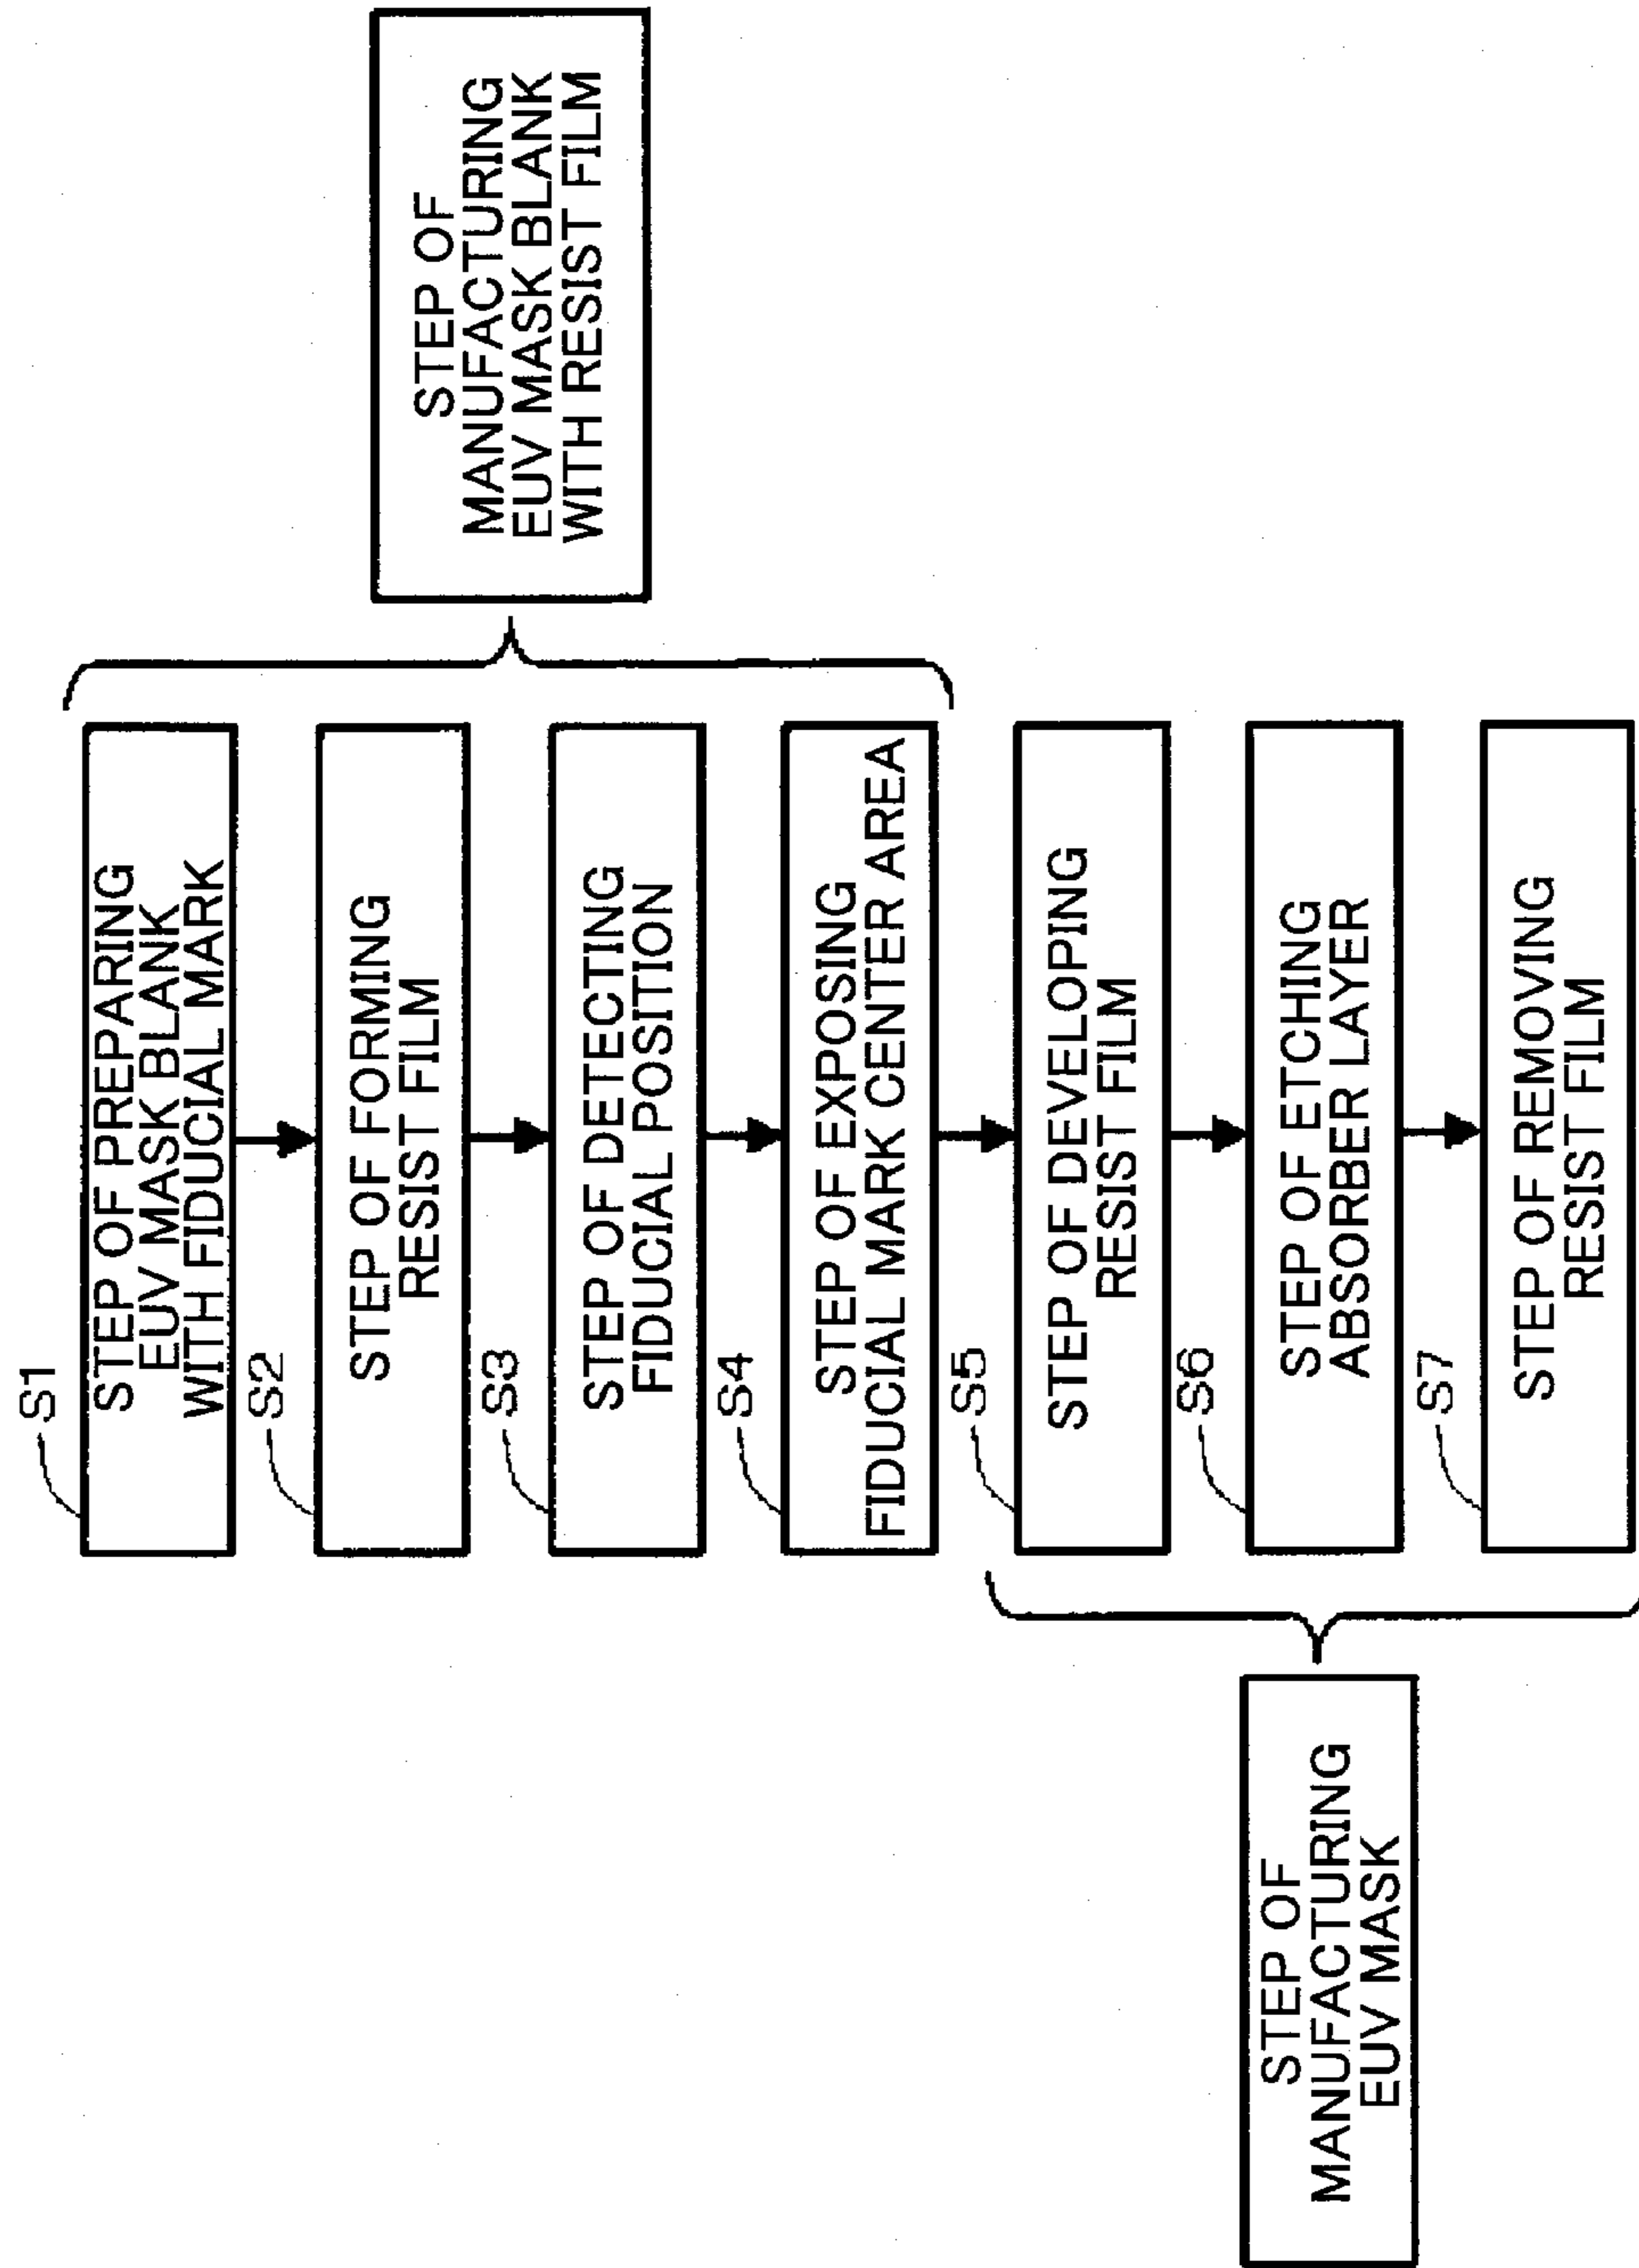 S1
STEP OF PREPARING
EUV MASK BLANK
WITH FIDUCIAL MARK
S2
STEP OF FORMING
RESIST FILM
S3
STEP OF DETECTING
FIDUCIAL POSITION
S4
STEP OF EXPOSING
FIDUCIAL MARK CENTER AREA
STEP OF
MANUFACTURING
EUV MASK BLANK
WITH RESIST FILM
S5
STEP OF DEVELOPING
RESIST FILM
S6
STEP OF ETCHING
ABSORBER LAYER
S7
STEP OF REMOVING
RESIST FILM
STEP OF
MANUFACTURING
EUV MASK